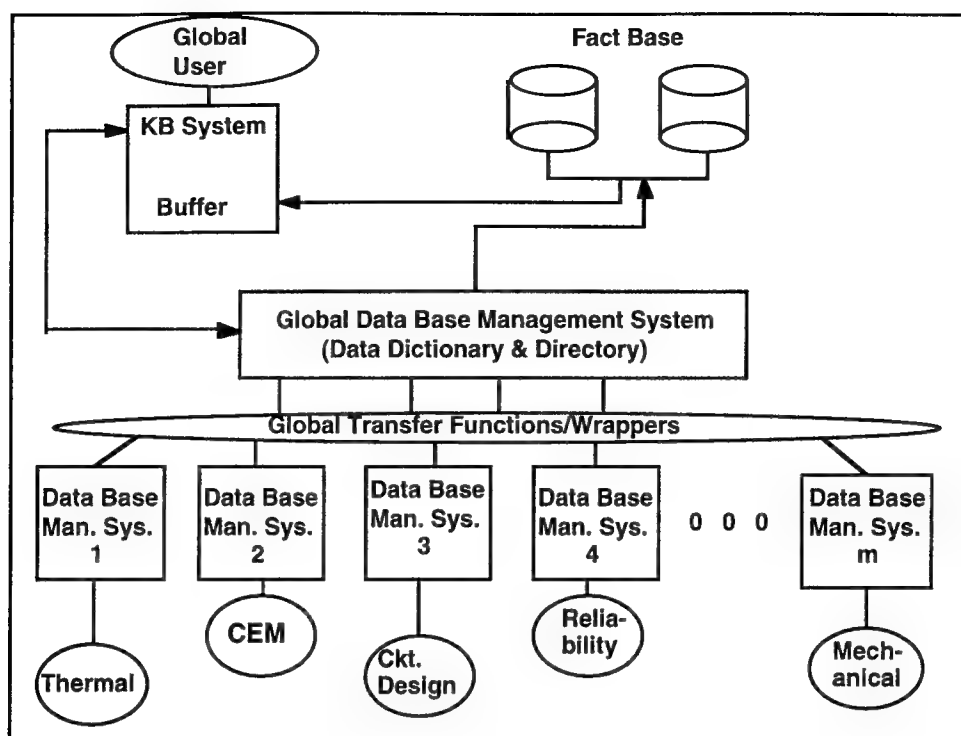 Global
User
Fact Base
KB System
Buffer
Global Data Base Management System
(Data Dictionary & Directory)
Global Transfer Functions/Wrappers
Data Base
Man. Sys.
1
Data Base
Man. Sys.
2
Data Base
Man. Sys.
3
Data Base
Man. Sys.
4
0 0 0
Data Base
Man. Sys.
m
Thermal
CEM
Ckt.
Design
Relia-
bility
Mech-
anical